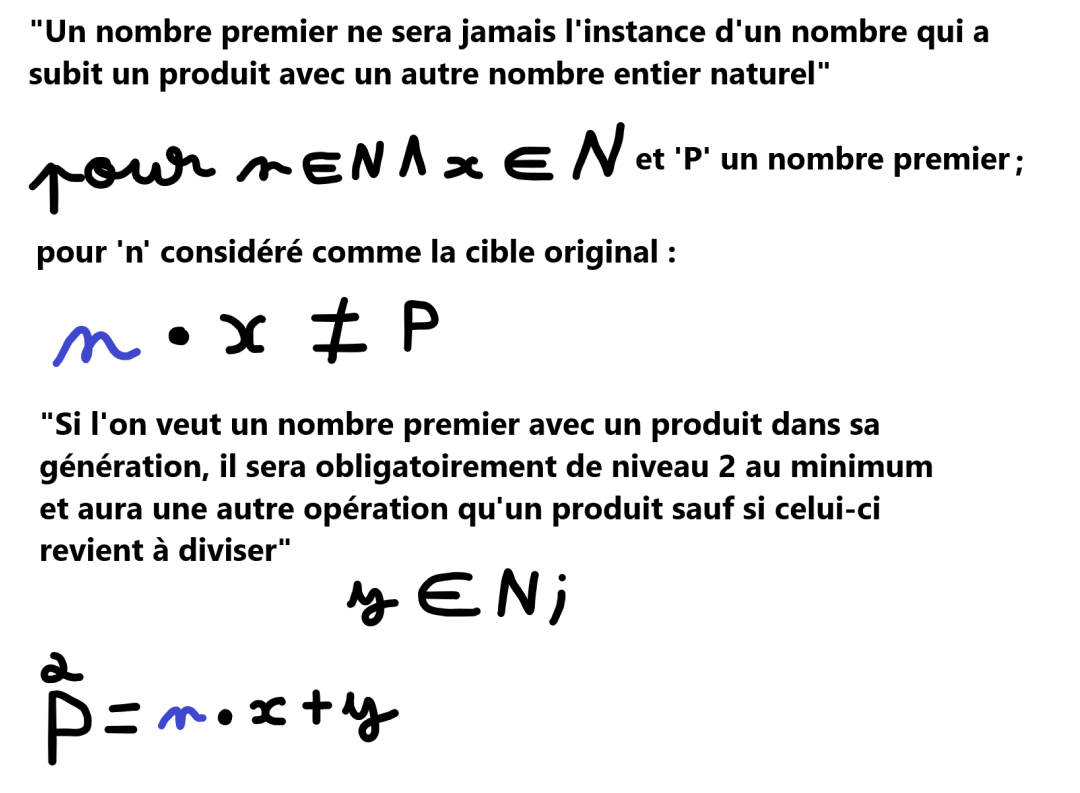 "Un nombre premier ne sera jamais l'instance d'un nombre qui a
subit un produit avec un autre nombre entier naturel"
pour n ∈ N ∧ x ∈ N et 'P' un nombre premier ;
pour 'n' considéré comme la cible original :
n · x ≠ P
"Si l'on veut un nombre premier avec un produit dans sa
génération, il sera obligatoirement de niveau 2 au minimum
et aura une autre opération qu'un produit sauf si celui-ci
revient à diviser"
y ∈ N ;
2
P = n · x + y